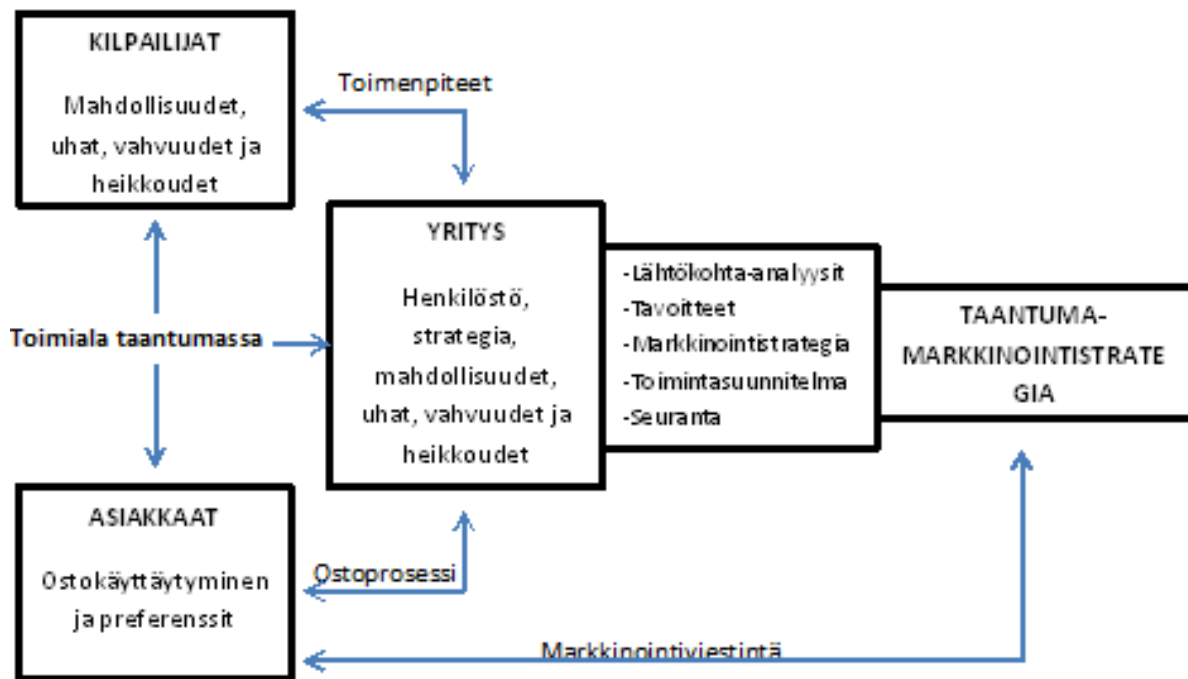 KILPAILIJAT
Mahdollisuudet,
uhat, vahvuudet ja
heikkoudet
Toimenpiteet
YRITYS
Henkilöstö,
strategia,
mahdollisuudet,
uhat, vahvuudet ja
heikkoudet
-Lähtökohta-analyysit
-Tavoitteet
-Markkinointistrategia
-Toimintasuunnitelma
-Seuranta
TAANTUMA-
MARKKINOINTISTRATE
GIA
Toimiala taantumassa
ASIAKKAAT
Ostokäyttäytyminen
ja preferenssit
Ostoprosessi
Markkinointiviestintä